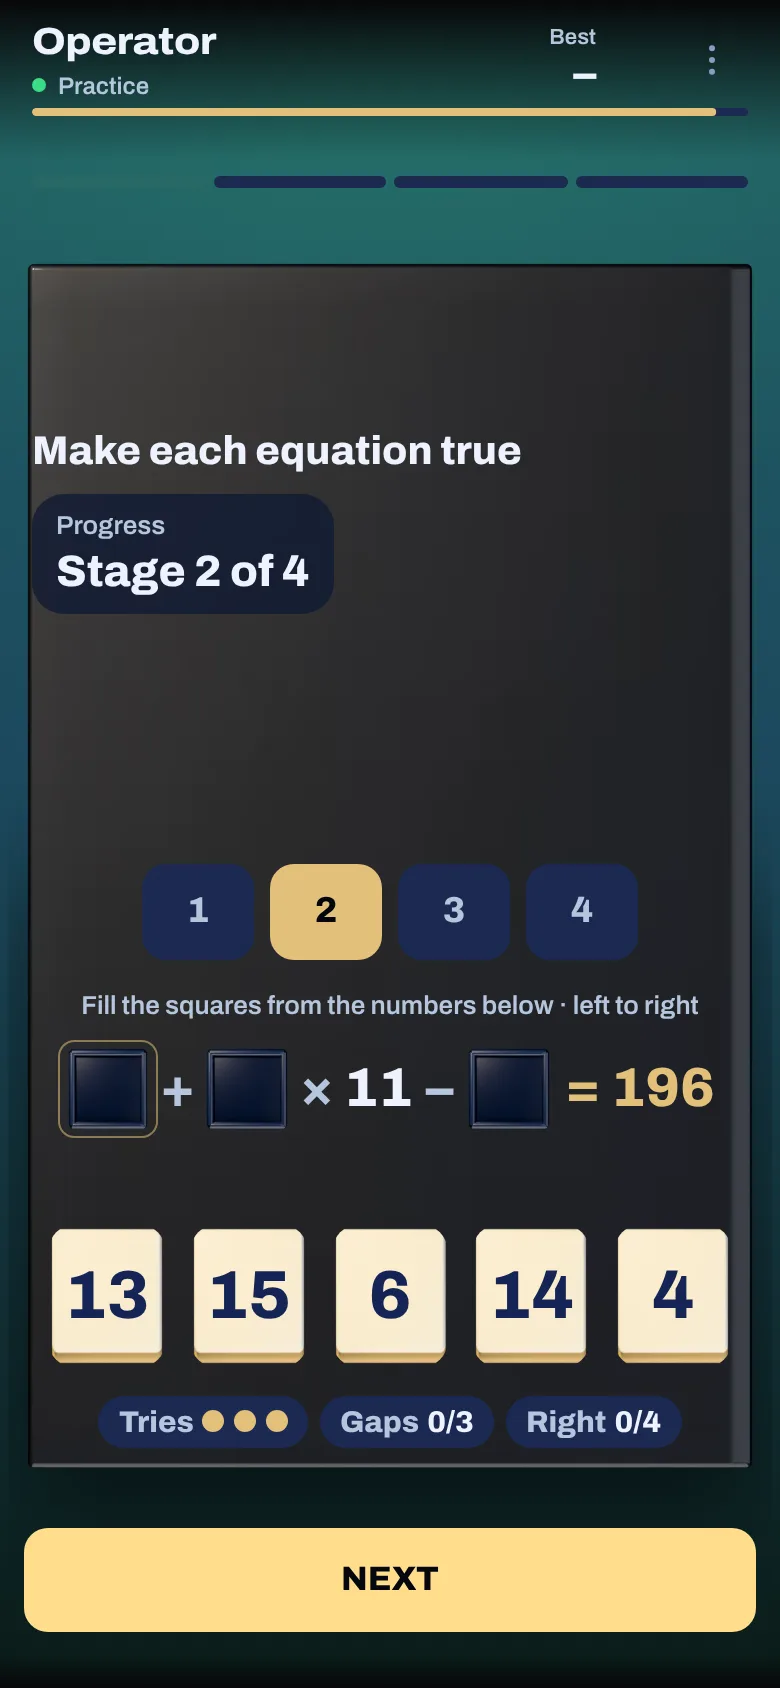 Operator
Best
Practice
–
Make each equation true
Progress
Stage 2 of 4
1 2 3 4
Fill the squares from the numbers below · left to right
+ × 11 − = 196
13 15 6 14 4
Tries Gaps 0/3 Right 0/4
NEXT